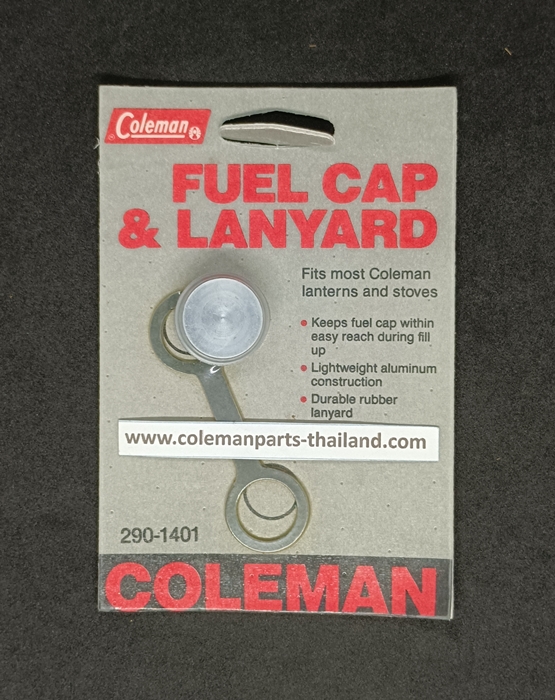 Coleman
FUEL CAP
& LANYARD
Fits most Coleman
lanterns and stoves
• Keeps fuel cap within
easy reach during fill
up
• Lightweight aluminum
construction
• Durable rubber
lanyard
www.colemanparts-thailand.com
290-1401
COLEMAN